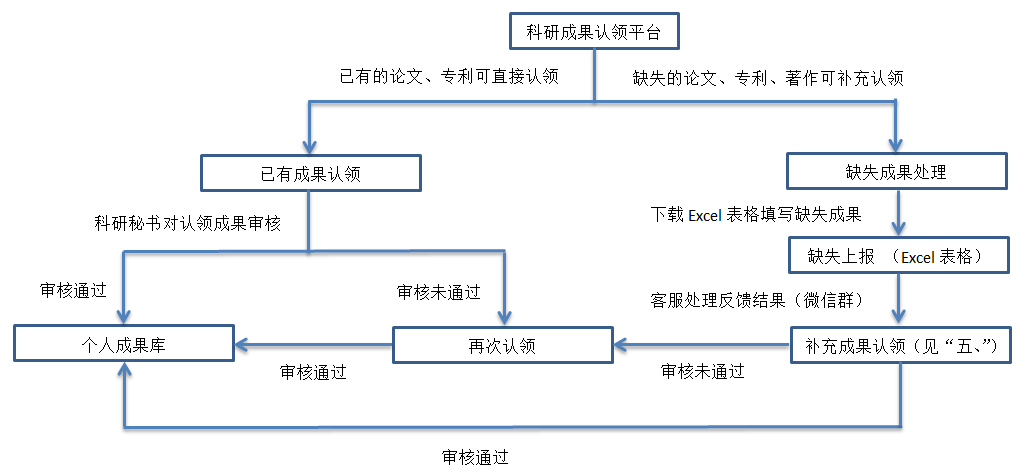 科研成果认领平台
已有的论文、专利可直接认领
缺失的论文、专利、著作可补充认领
已有成果认领
缺失成果处理
科研秘书对认领成果审核
下载 Excel 表格填写缺失成果
缺失上报 （Excel 表格）
审核通过
审核未通过
客服处理反馈结果（微信群）
个人成果库
再次认领
补充成果认领（见“五、”）
审核通过
审核未通过
审核通过